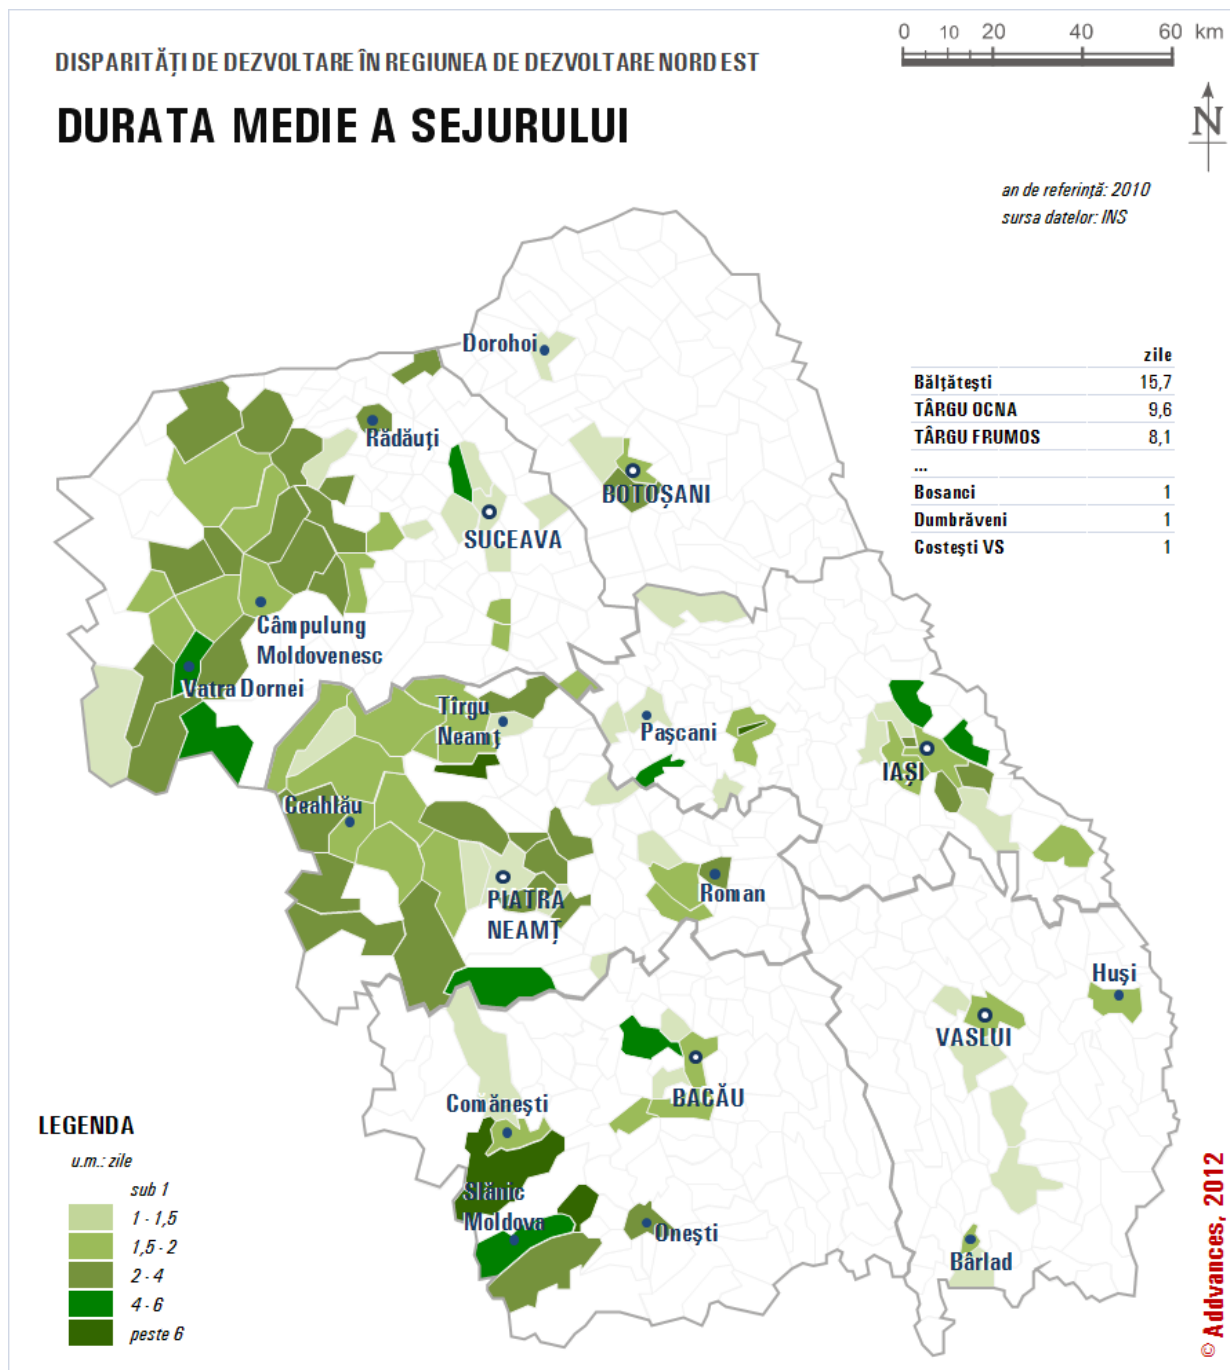 0 10 20 40 60 km
DISPARITĂȚI DE DEZVOLTARE ÎN REGIUNEA DE DEZVOLTARE NORD EST
DURATA MEDIE A SEJURULUI
N
an de referință: 2010
sursa datelor: INS
zile
Bălțătești 15,7
TÂRGU OCNA 9,6
TÂRGU FRUMOS 8,1
...
Bosanci 1
Dumbrăveni 1
Costești VS 1
Dorohoi
Rădăuți
BOTOȘANI
SUCEAVA
Câmpulung
Moldovenesc
Vatra Dornei
Tîrgu
Neamț
Pașcani
IAȘI
Ceahlău
PIATRA
NEAMȚ
Roman
Huși
VASLUI
BACĂU
Comănești
Slănic
Moldova
Onești
Bârlad
LEGENDA
u.m.: zile
sub 1
1 - 1,5
1,5 - 2
2 - 4
4 - 6
peste 6
© Addvances, 2012